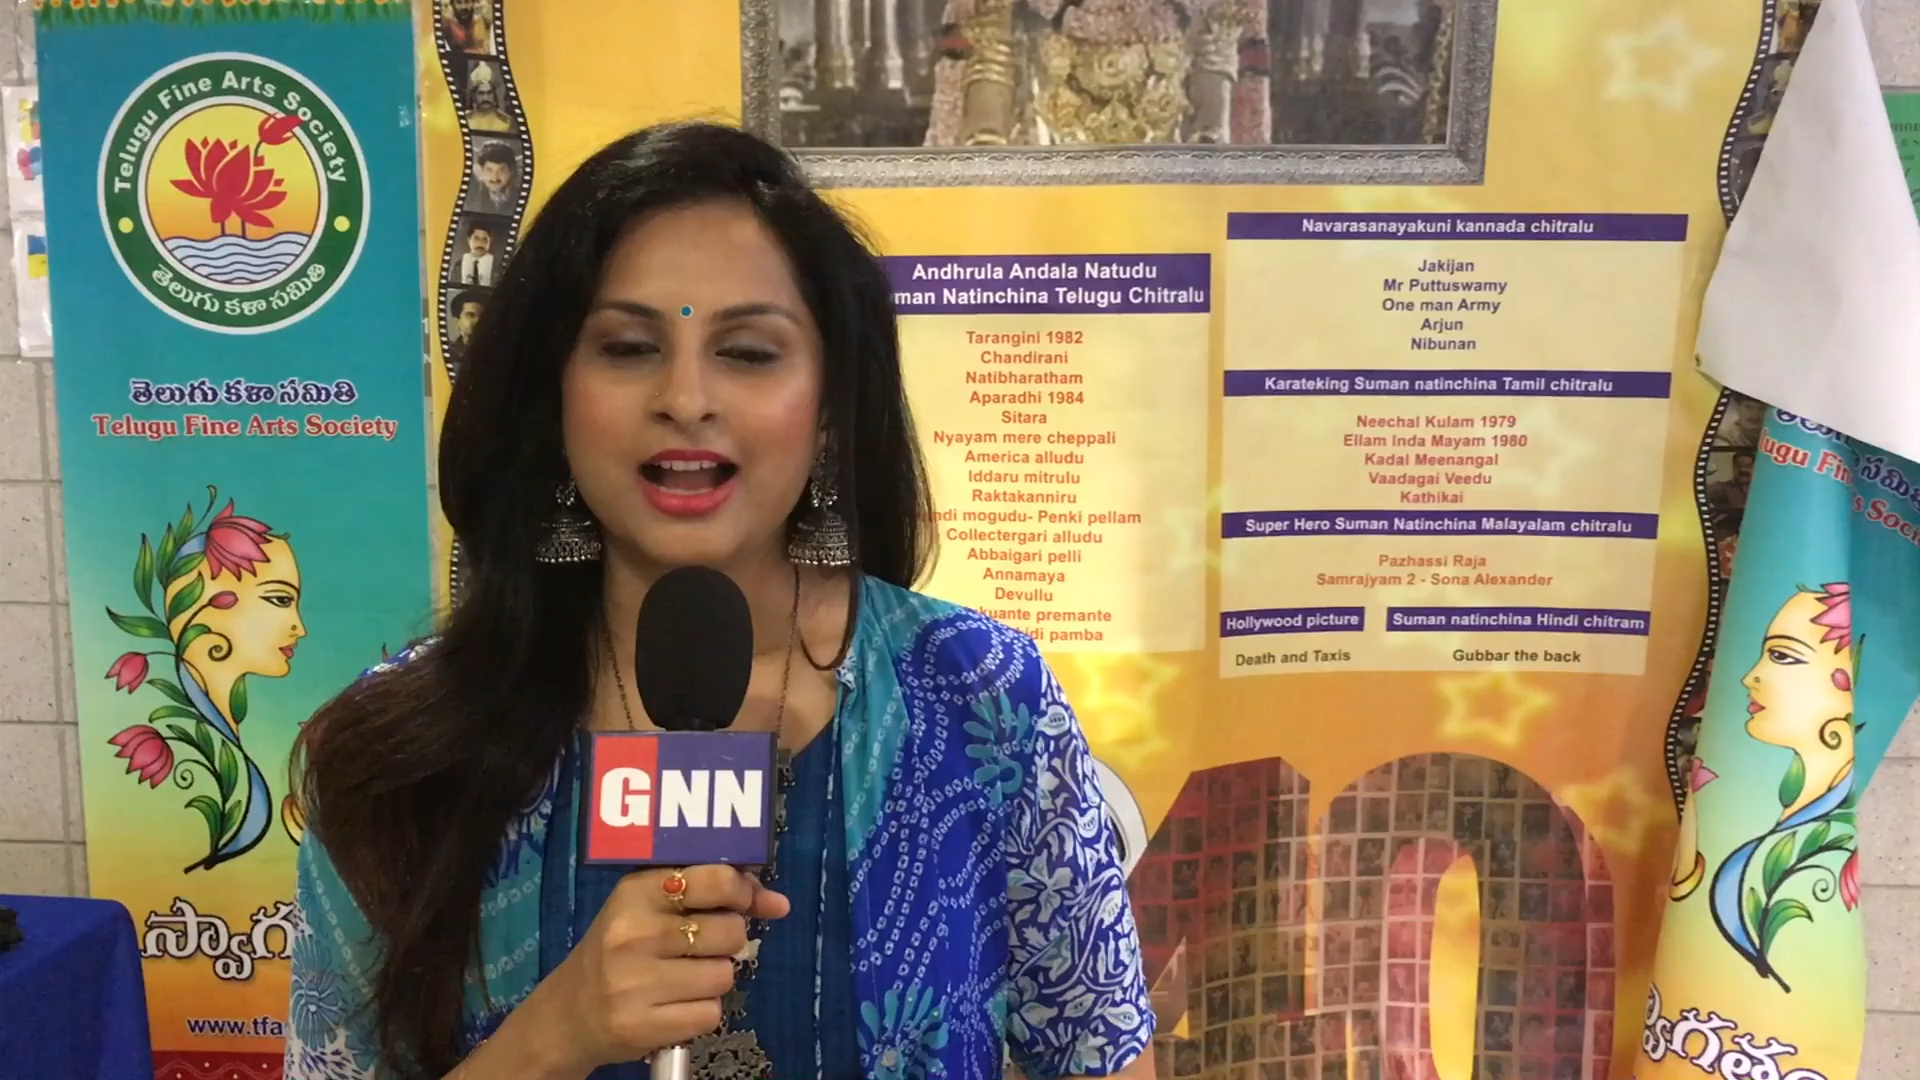 Telugu Fine Arts Society
తెలుగు కళా సమితి
తెలుగు కళా సమితి
Telugu Fine Arts Society
www.tfa
GNN
Andhrula Andala Natudu
Natinchina Telugu Chitralu
Tarangini 1982
Chandirani
Natibharatham
Aparadhi 1984
Sitara
Nyayam mere cheppali
America alludu
Iddaru mitrulu
Raktakanniru
mogudu- Penki pellam
Collectergari alludu
Abbaigari pelli
Annamaya
Devullu
premante
pamba
Navarasanayakuni kannada chitralu
Jakijan
Mr Puttuswamy
One man Army
Arjun
Nibunan
Karateking Suman natinchina Tamil chitralu
Neechal Kulam 1979
Ellam Inda Mayam 1980
Kadal Meenangal
Vaadagai Veedu
Kathikai
Super Hero Suman Natinchina Malayalam chitralu
Pazhassi Raja
Samrajyam 2 - Sona Alexander
Hollywood picture
Death and Taxis
Suman natinchina Hindi chitram
Gubbar the back
40